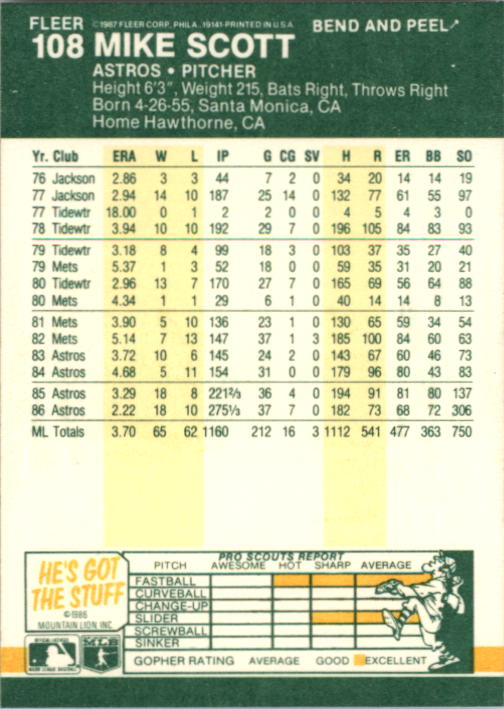 FLEER ©1987 FLEER CORP., PHILA. 19141-PRINTED IN U.S.A. BEND AND PEEL
108 MIKE SCOTT
ASTROS • PITCHER
Height 6'3", Weight 215, Bats Right, Throws Right
Born 4-26-55, Santa Monica, CA
Home Hawthorne, CA
Yr. Club ERA W L IP G CG SV H R ER BB SO
76 Jackson 2.86 3 3 44 7 2 0 34 20 14 14 19
77 Jackson 2.94 14 10 187 25 14 0 132 77 61 55 97
77 Tidewtr 18.00 0 1 2 2 0 0 4 5 4 3 0
78 Tidewtr 3.94 10 10 192 29 7 0 196 105 84 83 93
79 Tidewtr 3.18 8 4 99 18 3 0 103 37 35 27 40
79 Mets 5.37 1 3 52 18 0 0 59 35 31 20 21
80 Tidewtr 2.96 13 7 170 27 7 0 165 69 56 64 88
80 Mets 4.34 1 1 29 6 1 0 40 14 14 8 13
81 Mets 3.90 5 10 136 23 1 0 130 65 59 34 54
82 Mets 5.14 7 13 147 37 1 3 185 100 84 60 63
83 Astros 3.72 10 6 145 24 2 0 143 67 60 46 73
84 Astros 4.68 5 11 154 31 0 0 179 96 80 43 83
85 Astros 3.29 18 8 221⅔ 36 4 0 194 91 81 80 137
86 Astros 2.22 18 10 275⅓ 37 7 0 182 73 68 72 306
ML Totals 3.70 65 62 1160 212 16 3 1112 541 477 363 750
HE'S GOT
THE STUFF
©1986
MOUNTAIN LION INC.
PRO SCOUTS REPORT
PITCH AWESOME HOT SHARP AVERAGE
FASTBALL
CURVEBALL
CHANGE-UP
SLIDER
SCREWBALL
SINKER
GOPHER RATING AVERAGE GOOD EXCELLENT
MLB